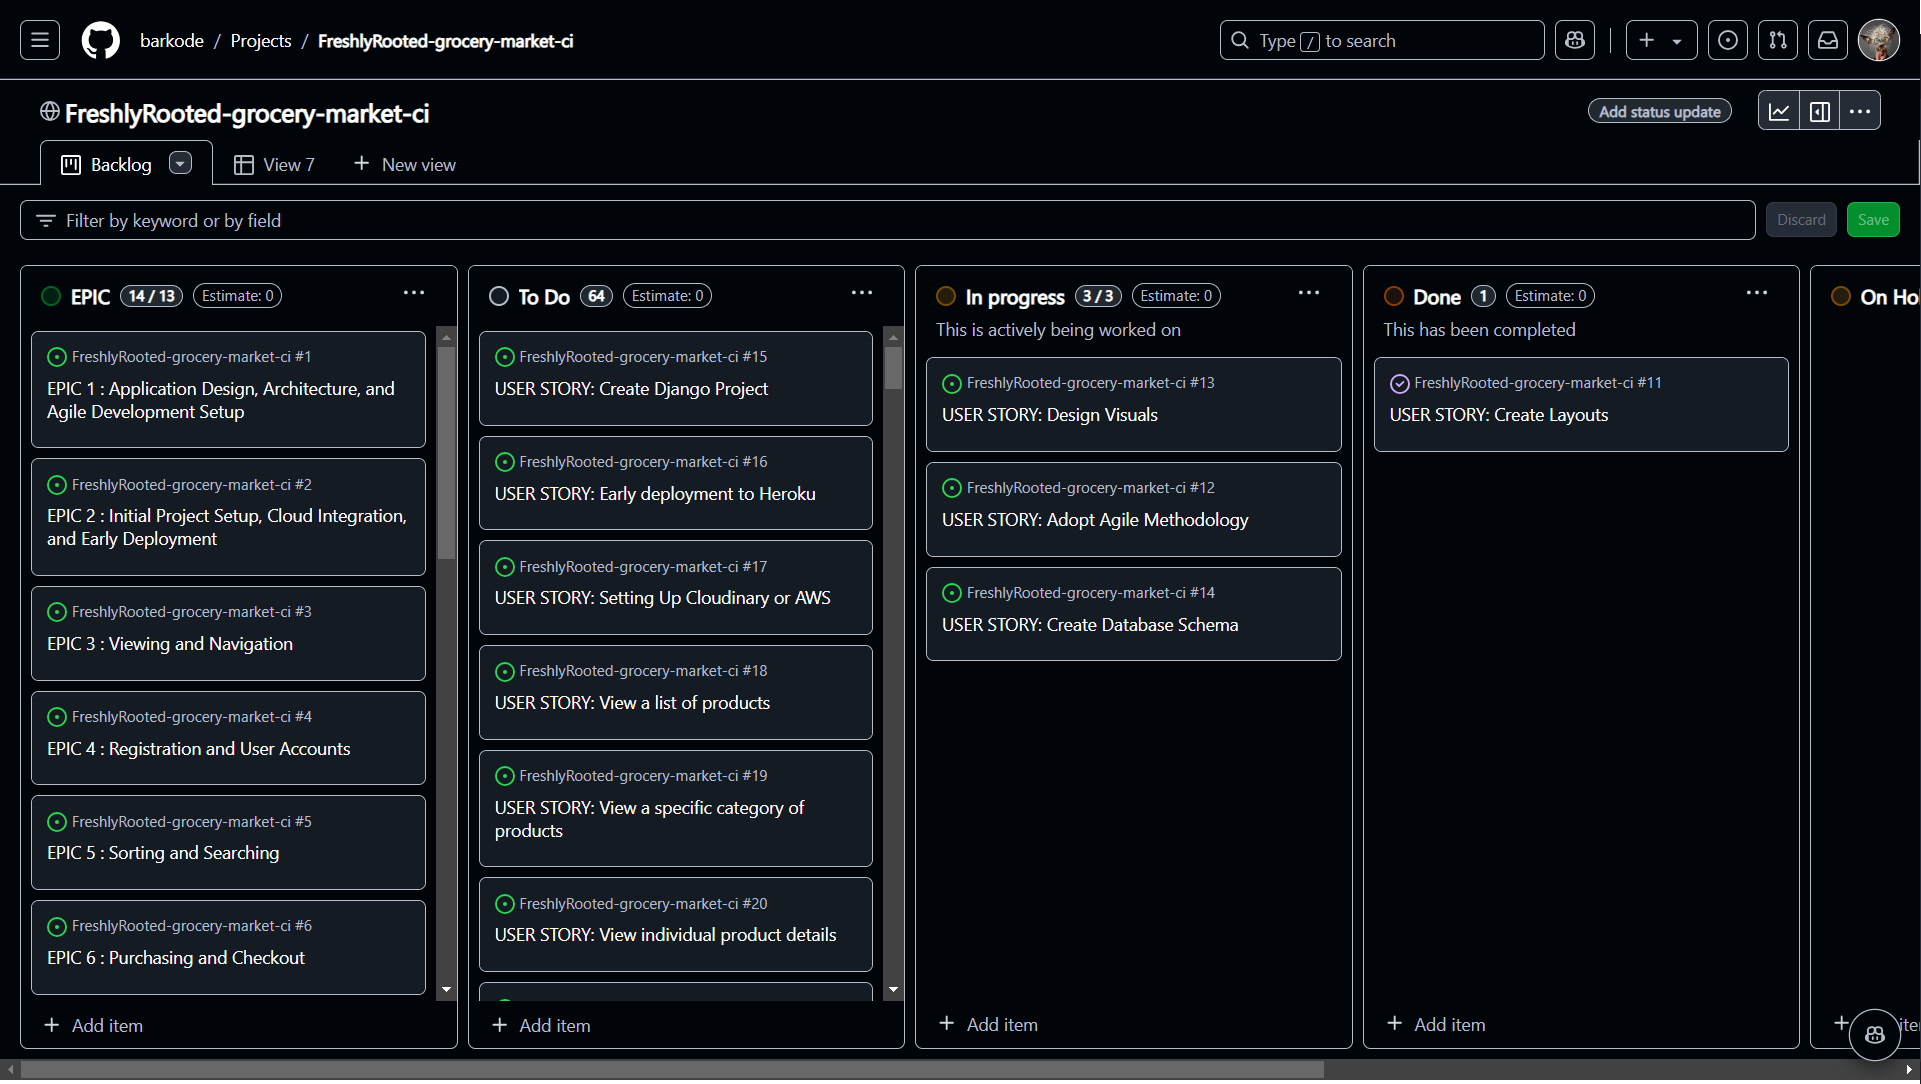 barkode / Projects / FreshlyRooted-grocery-market-ci
Type / to search
FreshlyRooted-grocery-market-ci
Add status update
Backlog
View 7
New view
Filter by keyword or by field
Discard
Save
EPIC 14 / 13 Estimate: 0
FreshlyRooted-grocery-market-ci #1
EPIC 1 : Application Design, Architecture, and
Agile Development Setup
FreshlyRooted-grocery-market-ci #2
EPIC 2 : Initial Project Setup, Cloud Integration,
and Early Deployment
FreshlyRooted-grocery-market-ci #3
EPIC 3 : Viewing and Navigation
FreshlyRooted-grocery-market-ci #4
EPIC 4 : Registration and User Accounts
FreshlyRooted-grocery-market-ci #5
EPIC 5 : Sorting and Searching
FreshlyRooted-grocery-market-ci #6
EPIC 6 : Purchasing and Checkout
Add item
To Do 64 Estimate: 0
FreshlyRooted-grocery-market-ci #15
USER STORY: Create Django Project
FreshlyRooted-grocery-market-ci #16
USER STORY: Early deployment to Heroku
FreshlyRooted-grocery-market-ci #17
USER STORY: Setting Up Cloudinary or AWS
FreshlyRooted-grocery-market-ci #18
USER STORY: View a list of products
FreshlyRooted-grocery-market-ci #19
USER STORY: View a specific category of
products
FreshlyRooted-grocery-market-ci #20
USER STORY: View individual product details
Add item
In progress 3 / 3 Estimate: 0
This is actively being worked on
FreshlyRooted-grocery-market-ci #13
USER STORY: Design Visuals
FreshlyRooted-grocery-market-ci #12
USER STORY: Adopt Agile Methodology
FreshlyRooted-grocery-market-ci #14
USER STORY: Create Database Schema
Add item
Done 1 Estimate: 0
This has been completed
FreshlyRooted-grocery-market-ci #11
USER STORY: Create Layouts
Add item
On Ho